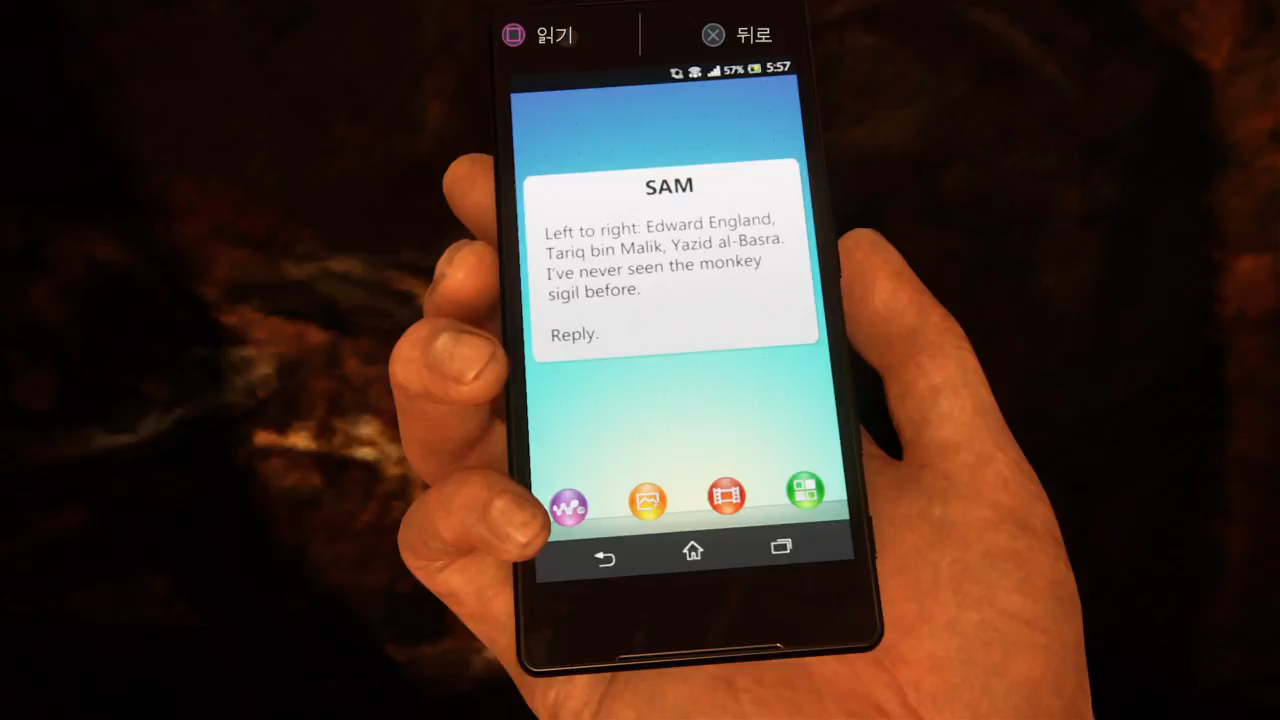 읽기
뒤로
57% 5:57
SAM
Left to right: Edward England,
Tariq bin Malik, Yazid al-Basra.
I've never seen the monkey
sigil before.
Reply.